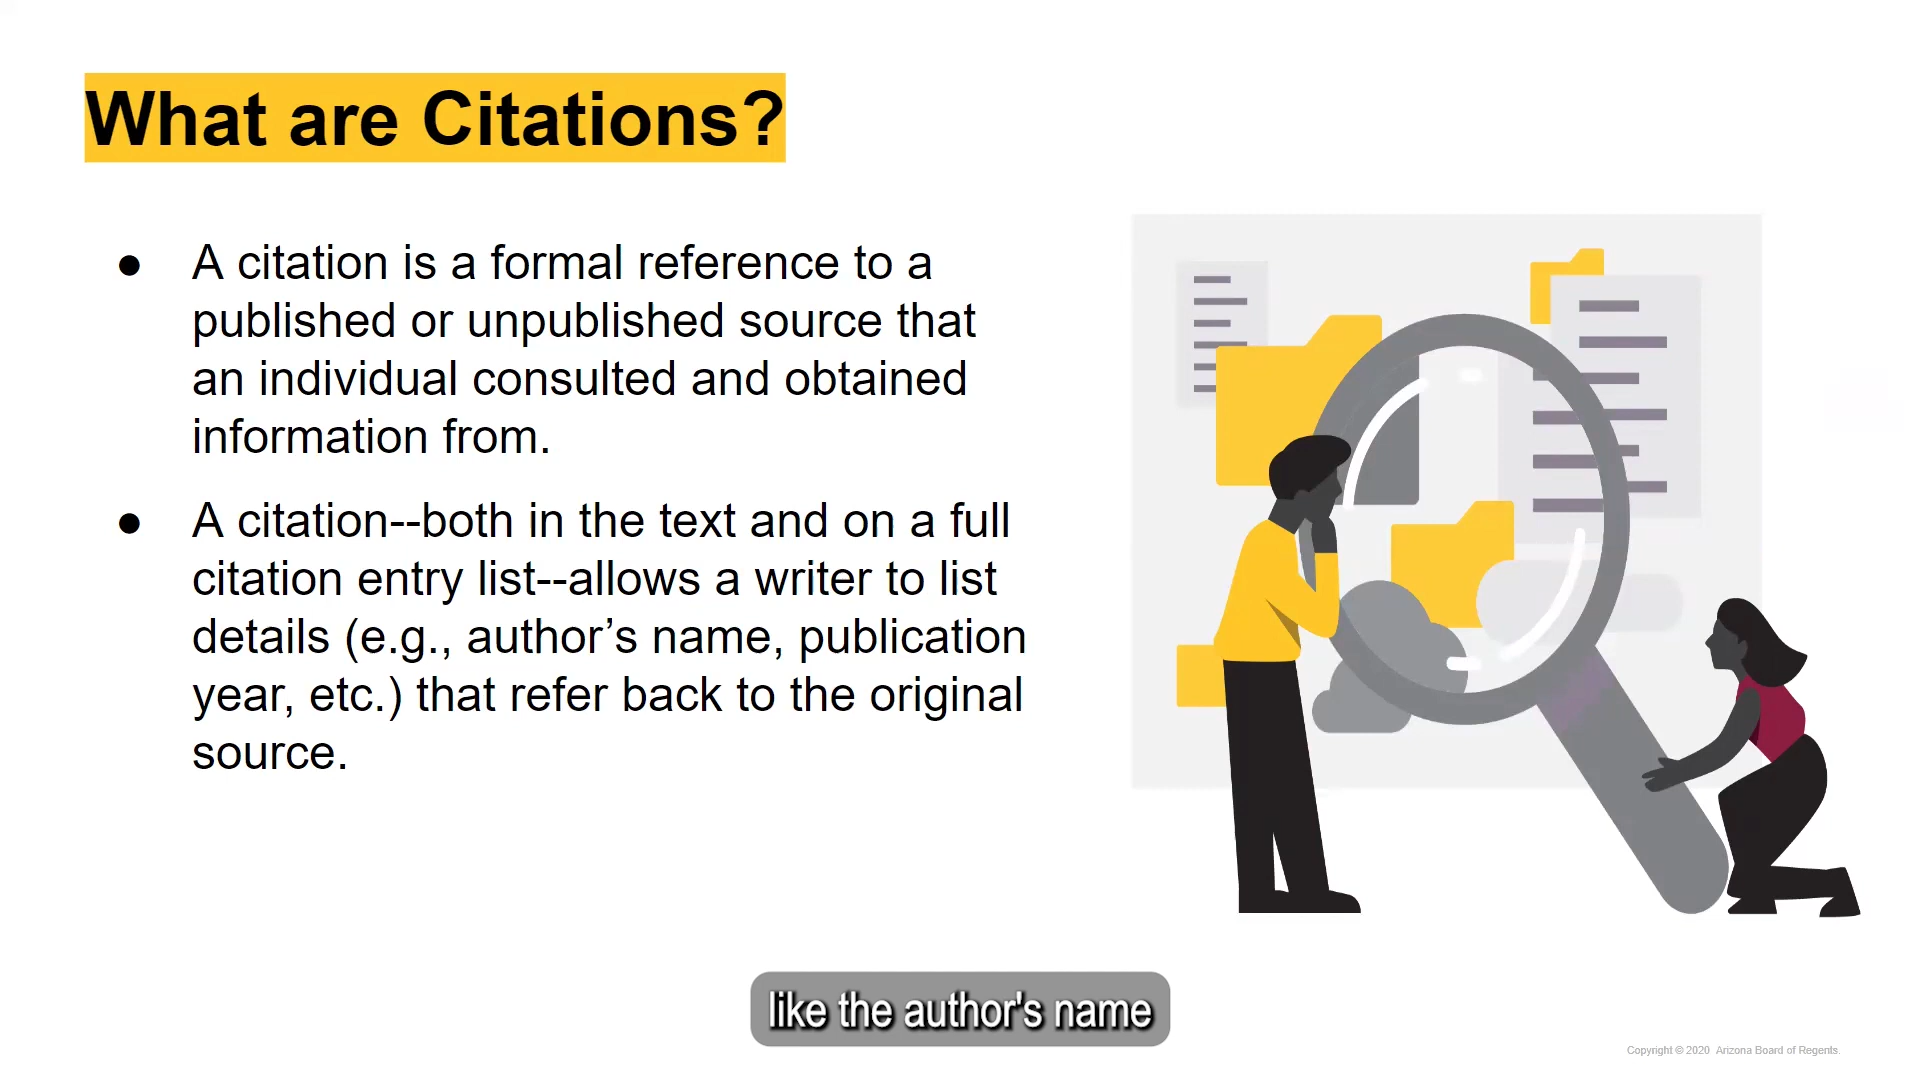 What are Citations?
● A citation is a formal reference to a
published or unpublished source that
an individual consulted and obtained
information from.
● A citation--both in the text and on a full
citation entry list--allows a writer to list
details (e.g., author’s name, publication
year, etc.) that refer back to the original
source.
like the author's name
Copyright © 2020 Arizona Board of Regents.